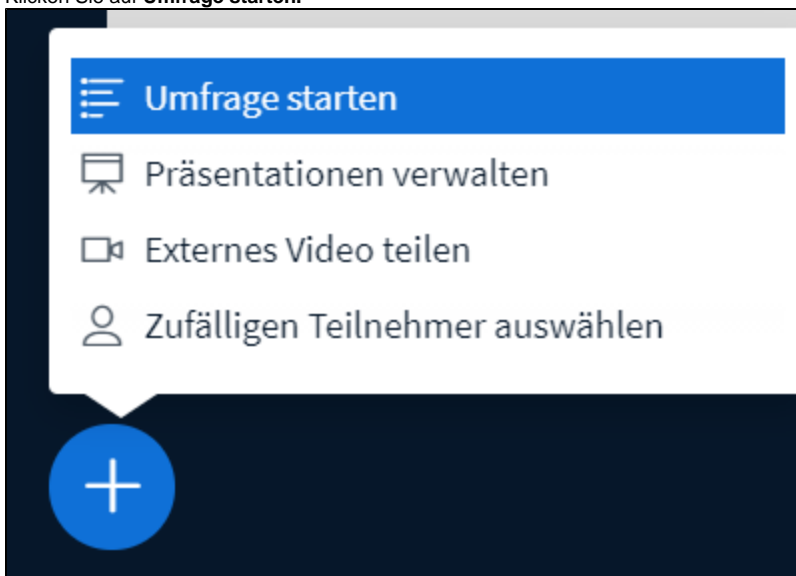 Klicken Sie auf Umfrage starten.
Umfrage starten
Präsentationen verwalten
Externes Video teilen
Zufälligen Teilnehmer auswählen